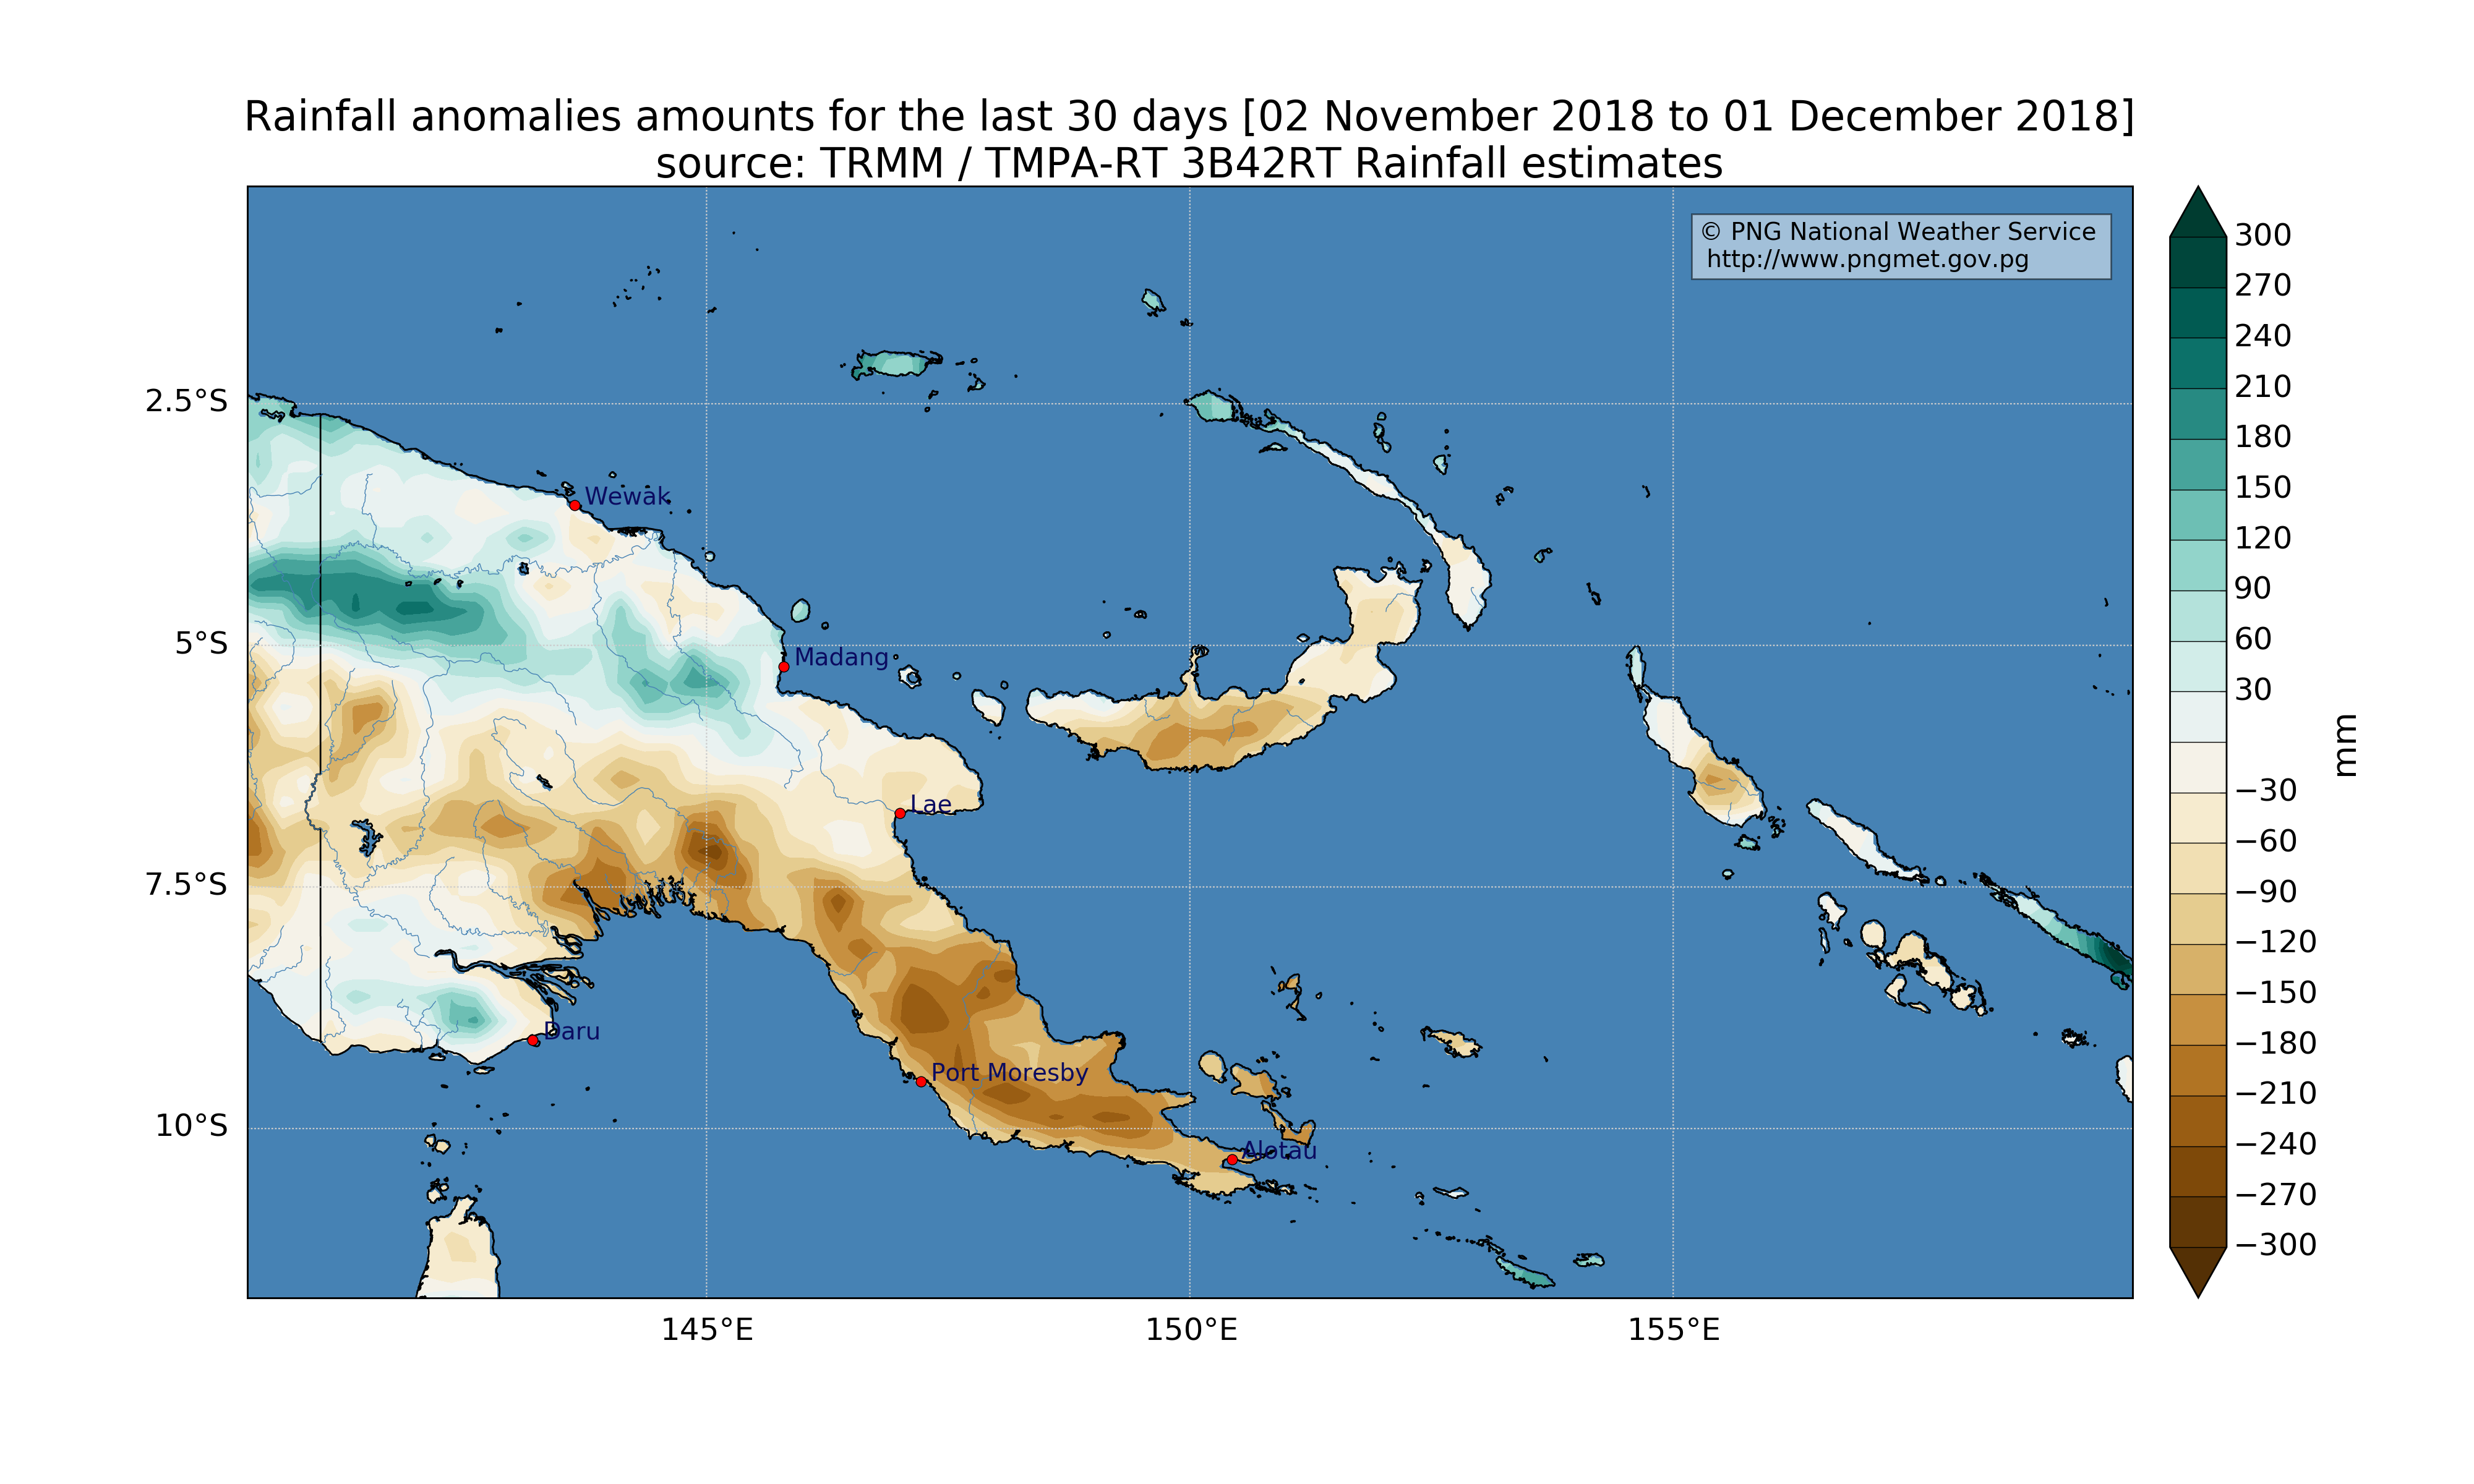 Rainfall anomalies amounts for the last 30 days [02 November 2018 to 01 December 2018]
source: TRMM / TMPA-RT 3B42RT Rainfall estimates
© PNG National Weather Service
http://www.pngmet.gov.pg
2.5°S
5°S
7.5°S
10°S
Wewak
Madang
Lae
Daru
Port Moresby
Alotau
145°E
150°E
155°E
300
270
240
210
180
150
120
90
60
30
−30
−60
−90
−120
−150
−180
−210
−240
−270
−300
mm